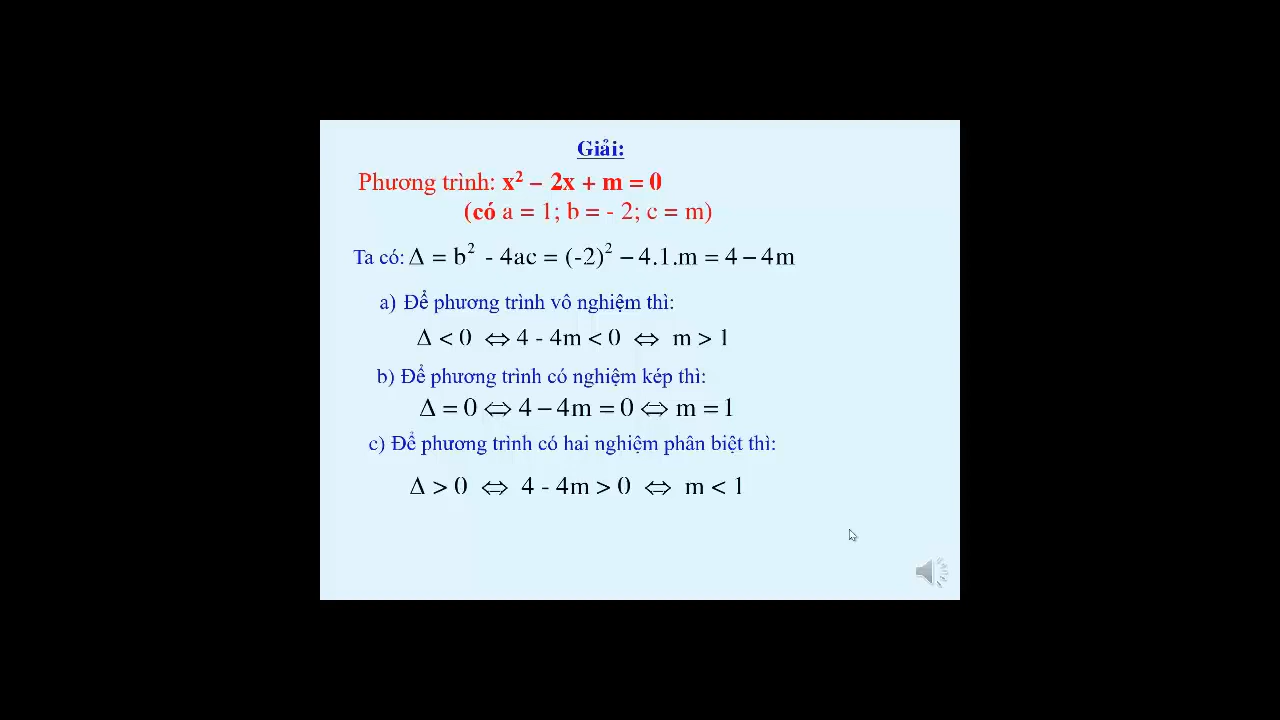 Giải:
Phương trình: x² − 2x + m = 0
(có a = 1; b = - 2; c = m)
Ta có: Δ = b² - 4ac = (-2)² − 4.1.m = 4 − 4m
a) Để phương trình vô nghiệm thì:
Δ < 0 ⇔ 4 - 4m < 0 ⇔ m > 1
b) Để phương trình có nghiệm kép thì:
Δ = 0 ⇔ 4 − 4m = 0 ⇔ m = 1
c) Để phương trình có hai nghiệm phân biệt thì:
Δ > 0 ⇔ 4 - 4m > 0 ⇔ m < 1